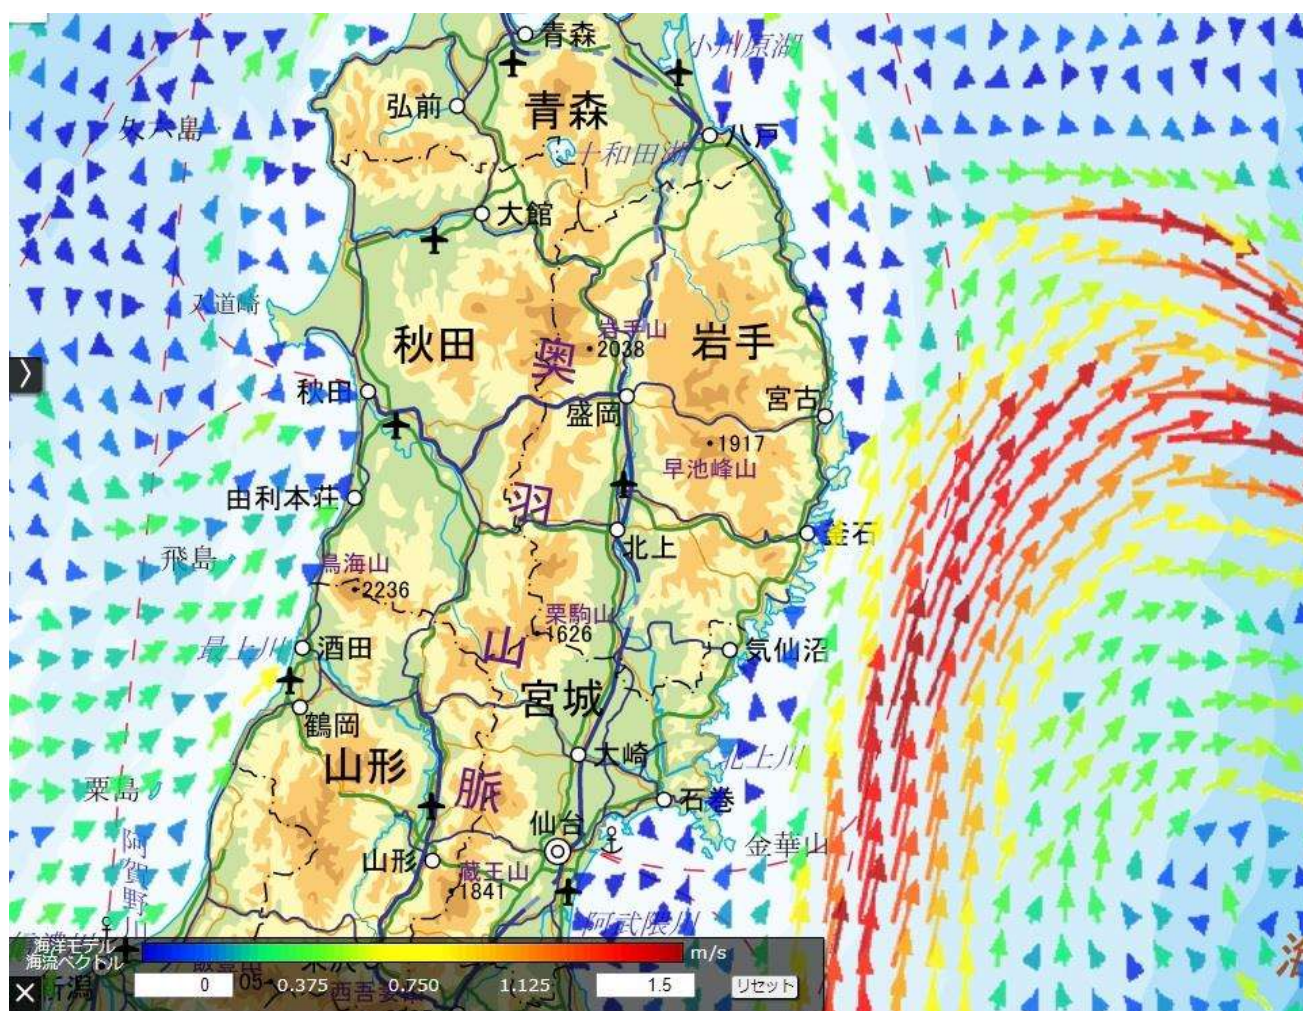 青森
小川原湖
弘前
青森
久六島
八戸
十和田湖
大館
入道崎
秋田
岩手山
2038
岩手
奥
秋田
盛岡
宮古
1917
早池峰山
由利本荘
羽
北上
釜石
飛島
鳥海山
2236
栗駒山
1626
最上川
酒田
山
気仙沼
鶴岡
宮城
山形
大崎
北上川
粟島
脈
石巻
仙台
金華山
阿賀野川
山形
蔵王山
1841
阿武隈川
海洋モデル
海流ベクトル
m/s
0 0.375 0.750 1.125 1.5 リセット
新潟